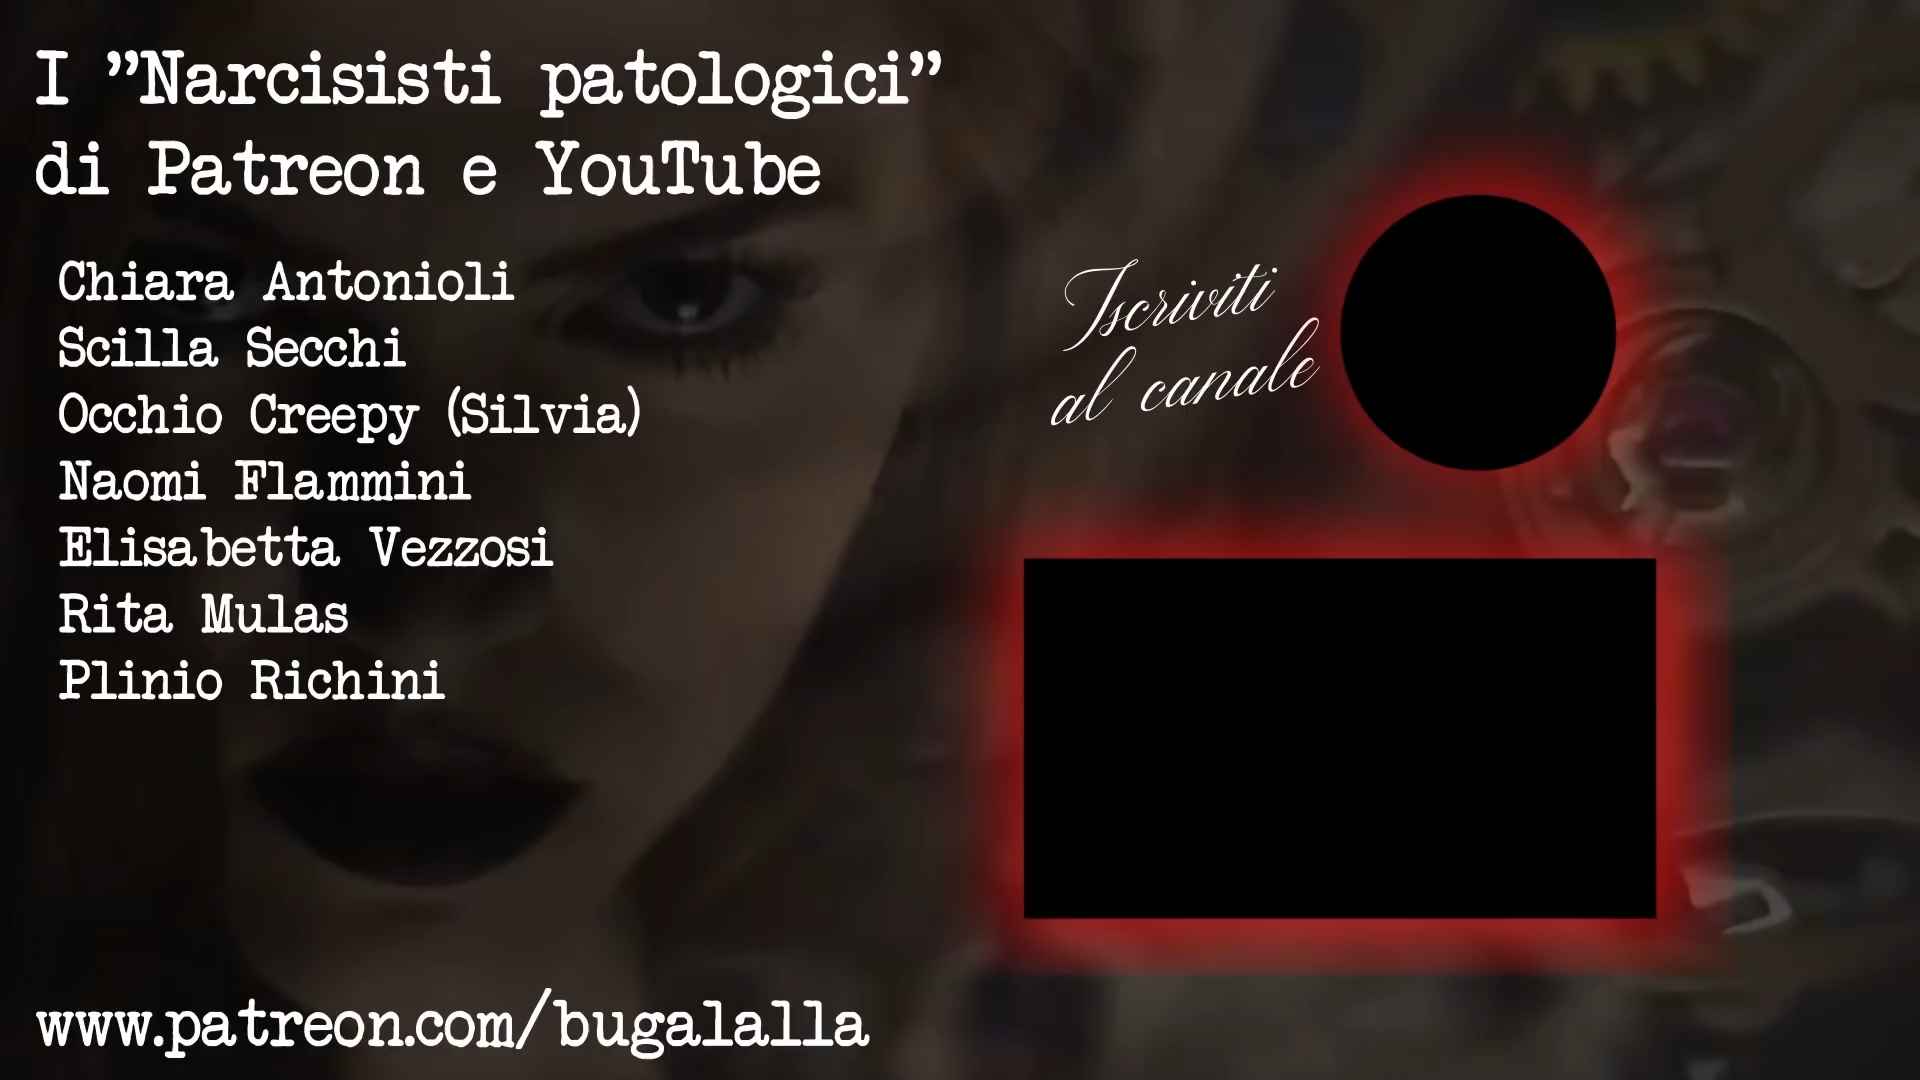 I ”Narcisisti patologici”
di Patreon e YouTube
Chiara Antonioli
Scilla Secchi
Occhio Creepy (Silvia)
Naomi Flammini
Elisabetta Vezzosi
Rita Mulas
Plinio Richini
Iscriviti
al canale
www.patreon.com/bugalalla